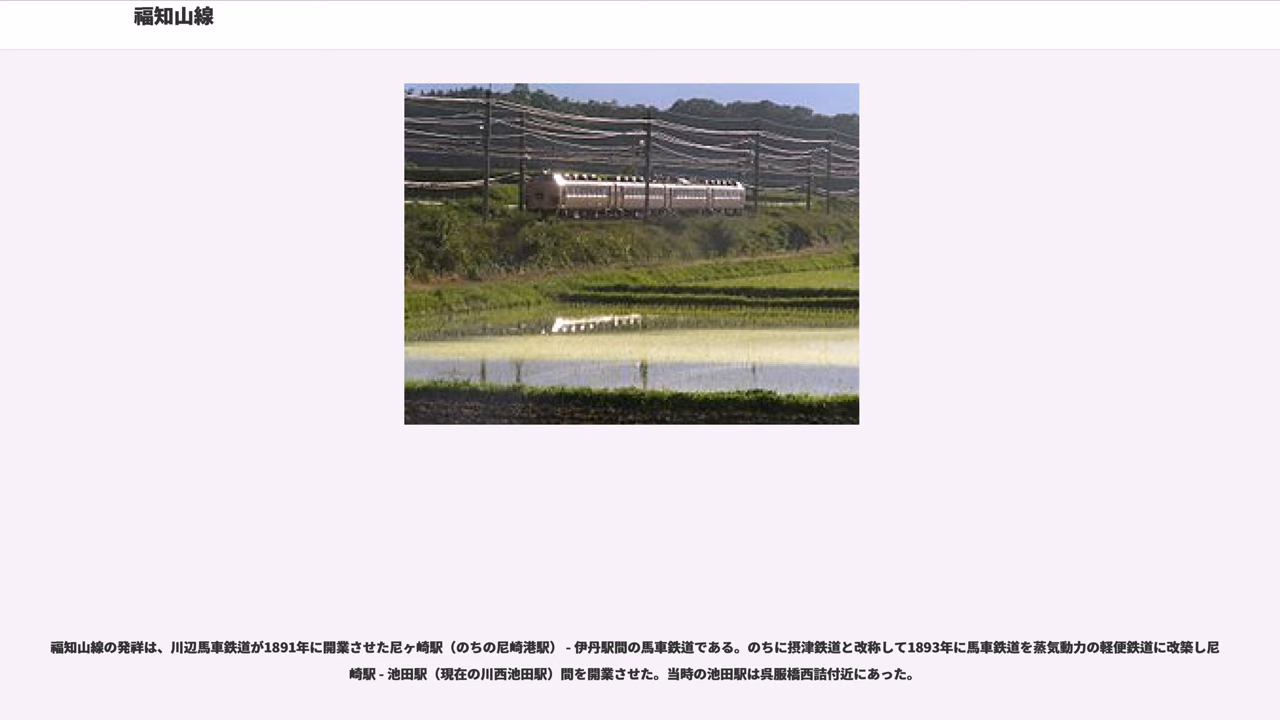 福知山線
福知山線の発祥は、川辺馬車鉄道が1891年に開業させた尼ヶ崎駅（のちの尼崎港駅） - 伊丹駅間の馬車鉄道である。のちに摂津鉄道と改称して1893年に馬車鉄道を蒸気動力の軽便鉄道に改築し尼
崎駅 - 池田駅（現在の川西池田駅）間を開業させた。当時の池田駅は呉服橋西詰付近にあった。